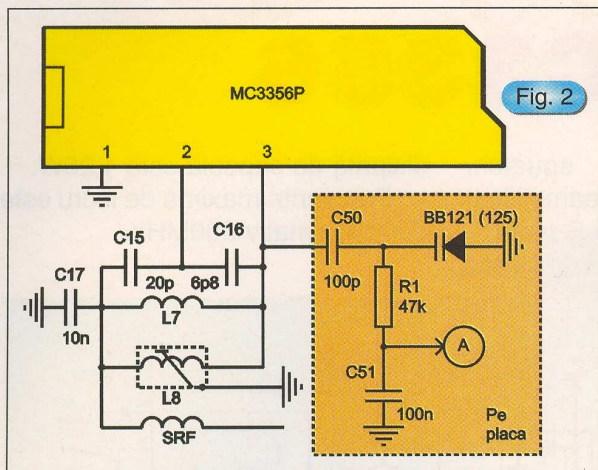 MC3356P
Fig. 2
1 2 3
C15
20p
C16
6p8
C17
10n
L7
L8
SRF
C50
100p
BB121 (125)
R1
47k
A
C51
100n
Pe
placa